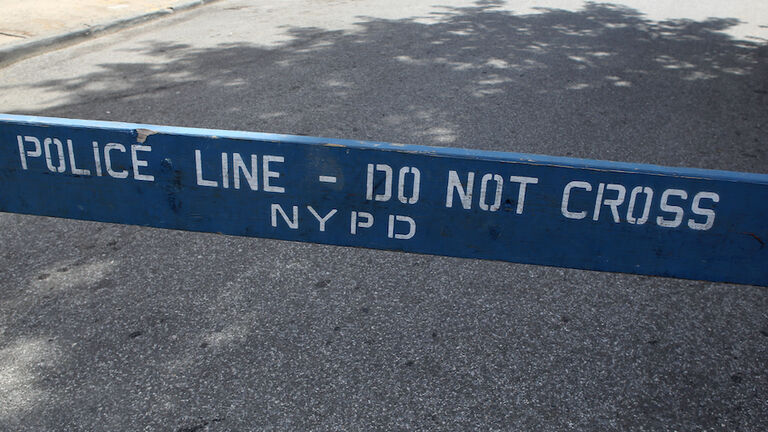 POLICE LINE - DO NOT CROSS
NYPD